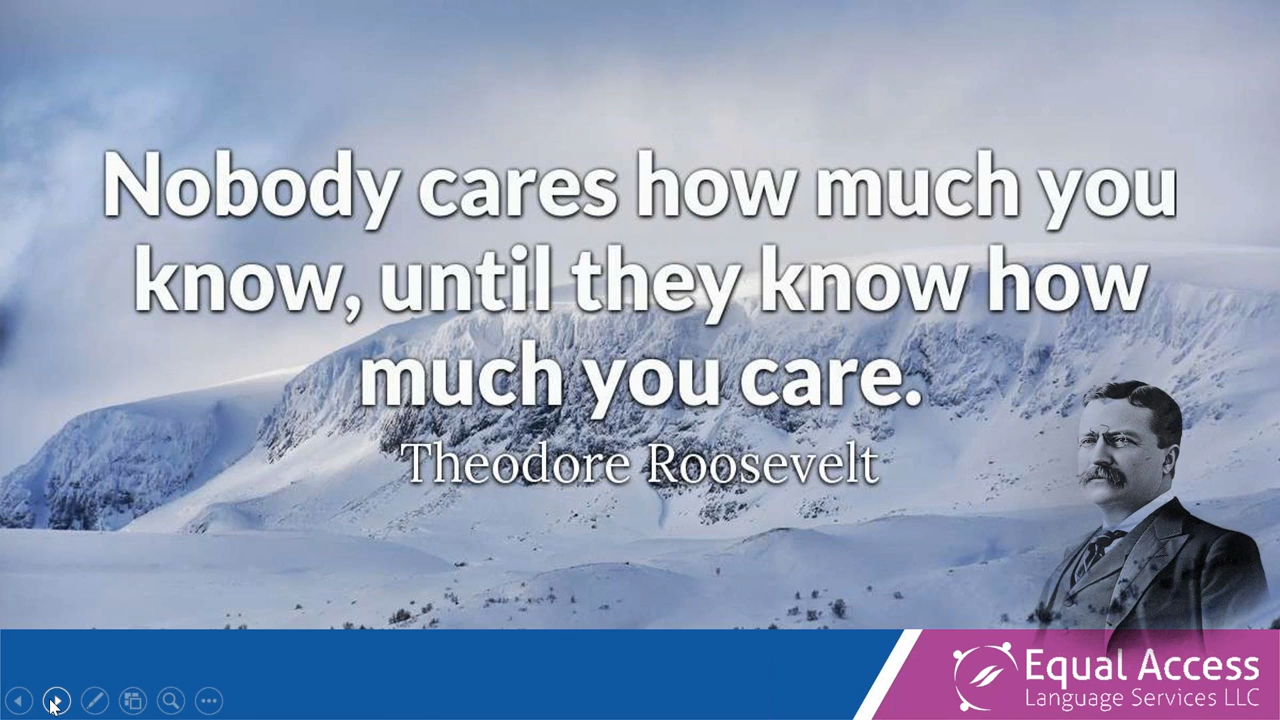 Nobody cares how much you
know, until they know how
much you care.
Theodore Roosevelt
Equal Access
Language Services LLC